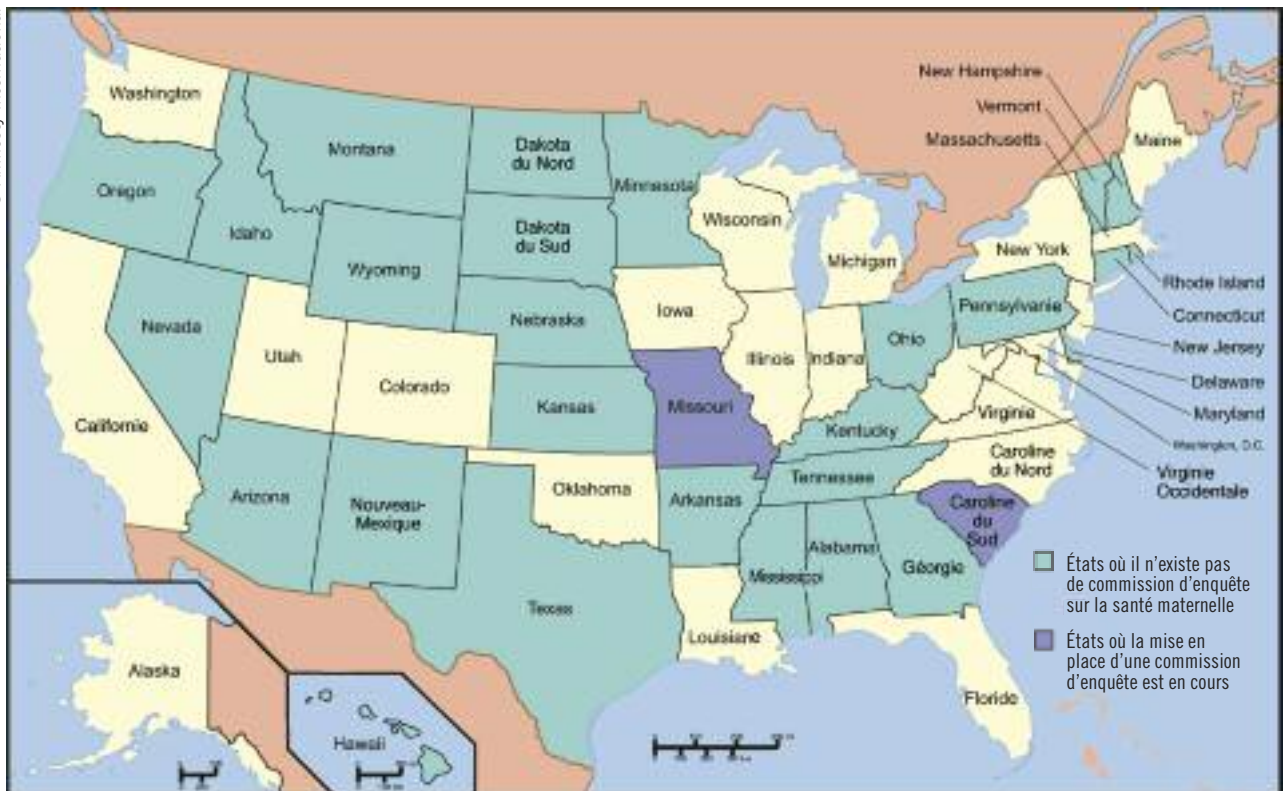 Washington
Oregon
Californie
Idaho
Nevada
Montana
Wyoming
Utah
Colorado
Arizona
Nouveau-
Mexique
Dakota
du Nord
Dakota
du Sud
Nebraska
Kansas
Oklahoma
Texas
Minnesota
Iowa
Missouri
Arkansas
Louisiane
Wisconsin
Illinois
Michigan
Indiana
Ohio
Kentucky
Tennessee
Mississippi
Alabama
Géorgie
Floride
Caroline
du Sud
Caroline
du Nord
Virginie
Pennsylvanie
New York
Maine
New Hampshire
Vermont
Massachusetts
Rhode Island
Connecticut
New Jersey
Delaware
Maryland
Washington, D.C.
Virginie
Occidentale
Alaska
Hawaii
États où il n’existe pas
de commission d’enquête
sur la santé maternelle
États où la mise en
place d’une commission
d’enquête est en cours